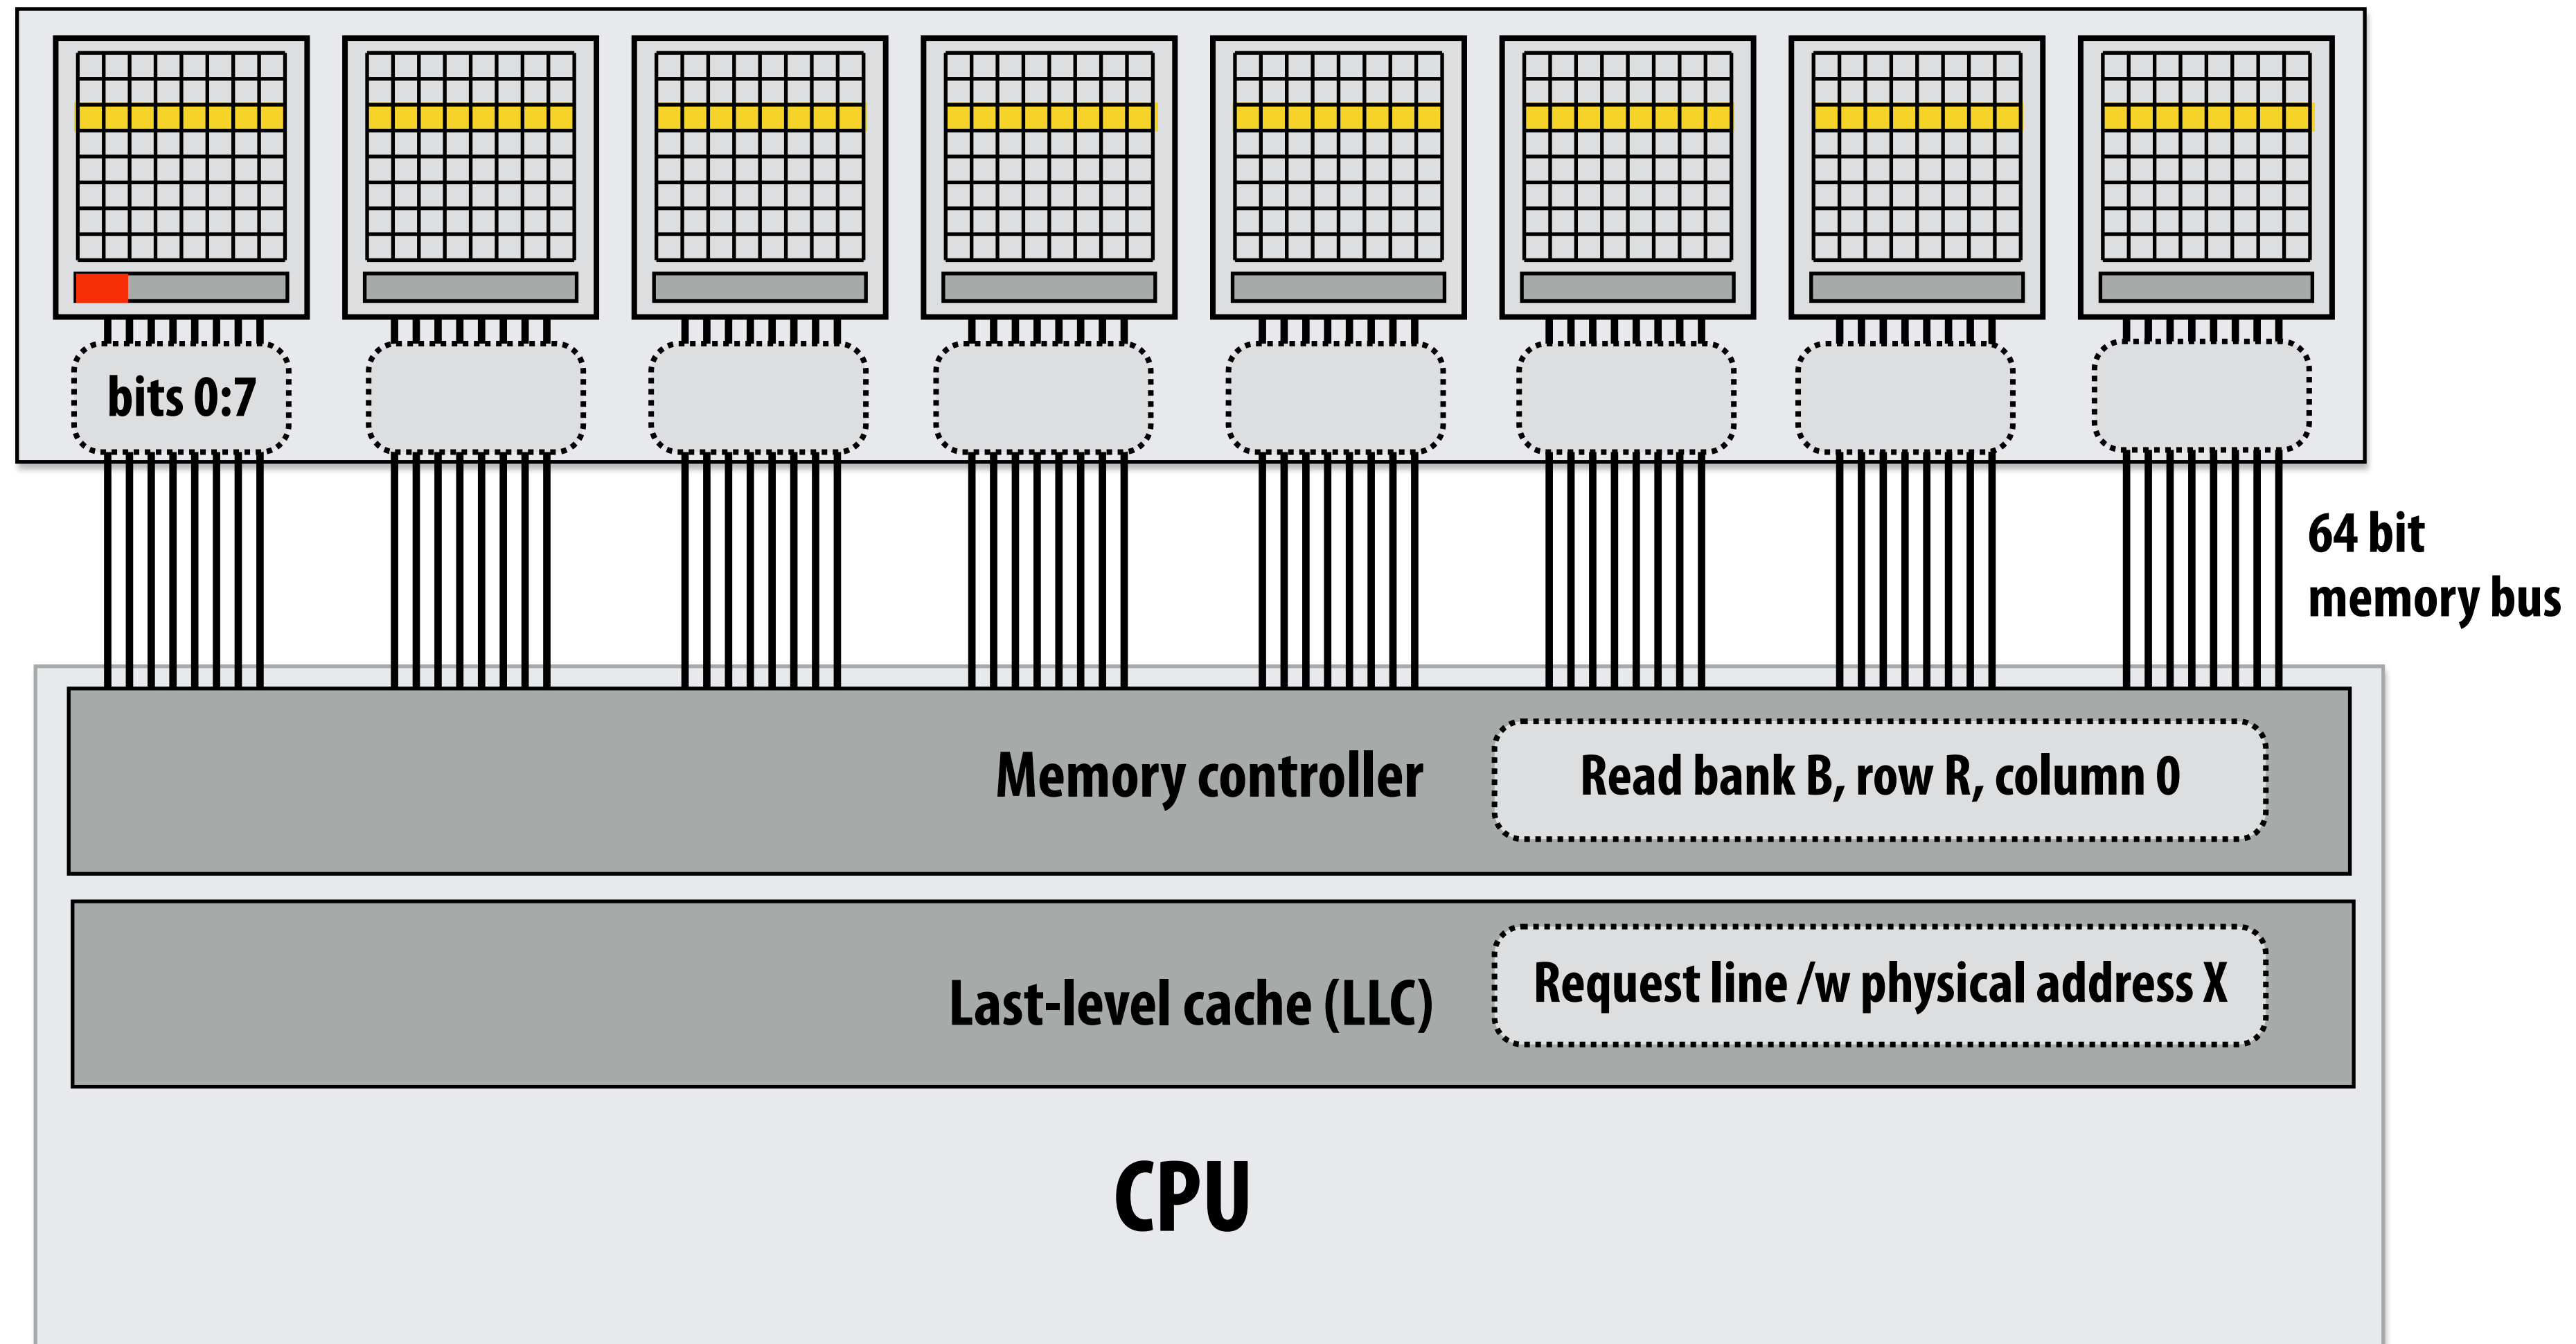 bits 0:7
64 bit
memory bus
Memory controller
Read bank B, row R, column 0
Last-level cache (LLC)
Request line /w physical address X
CPU